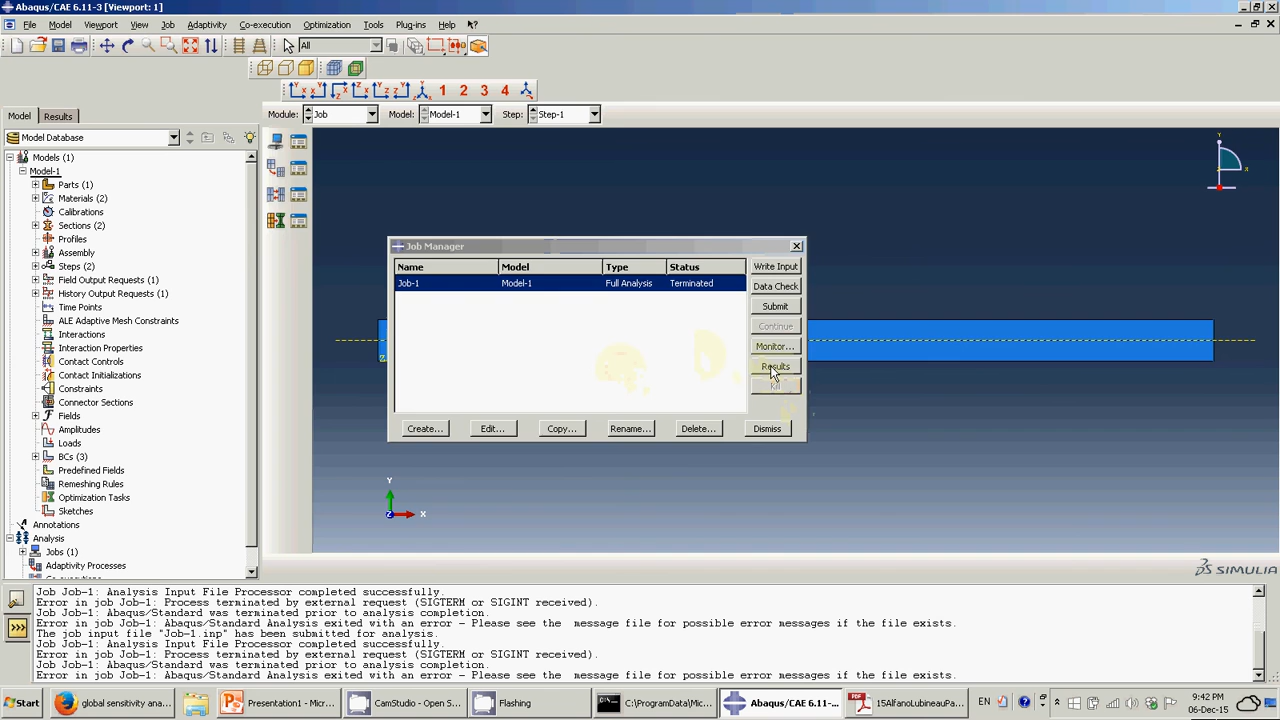 Abaqus/CAE 6.11-3 [Viewport: 1]
File Model Viewport View Job Adaptivity Co-execution Optimization Tools Plug-ins Help
All
1 2 3 4
Model Results Module: Job Model: Model-1 Step: Step-1
Model Database
Models (1)
Model-1
Parts (1)
Materials (2)
Calibrations
Sections (2)
Profiles
Assembly
Steps (2)
Field Output Requests (1)
History Output Requests (1)
Time Points
ALE Adaptive Mesh Constraints
Interactions
Interaction Properties
Contact Controls
Contact Initializations
Constraints
Connector Sections
Fields
Amplitudes
Loads
BCs (3)
Predefined Fields
Remeshing Rules
Optimization Tasks
Sketches
Annotations
Analysis
Jobs (1)
Adaptivity Processes
Job Manager
Name Model Type Status
Job-1 Model-1 Full Analysis Terminated
Write Input
Data Check
Submit
Continue
Monitor...
Results
Kill
Create... Edit... Copy... Rename... Delete... Dismiss
Y
X
Z
Y
X
Z
SIMULIA
Job Job-1: Analysis Input File Processor completed successfully.
Error in job Job-1: Process terminated by external request (SIGTERM or SIGINT received).
Job Job-1: Abaqus/Standard was terminated prior to analysis completion.
Error in job Job-1: Abaqus/Standard Analysis exited with an error - Please see the message file for possible error messages if the file exists.
The job input file "Job-1.inp" has been submitted for analysis.
Job Job-1: Analysis Input File Processor completed successfully.
Error in job Job-1: Process terminated by external request (SIGTERM or SIGINT received).
Job Job-1: Abaqus/Standard was terminated prior to analysis completion.
Error in job Job-1: Abaqus/Standard Analysis exited with an error - Please see the message file for possible error messages if the file exists.
Start global sensitivity ana... Presentation1 - Micr... CamStudio - Open S... Flashing C:\ProgramData\Micr... Abaqus/CAE 6.11-... 15AlfanoLubineauPa... EN 9:42 PM
06-Dec-15